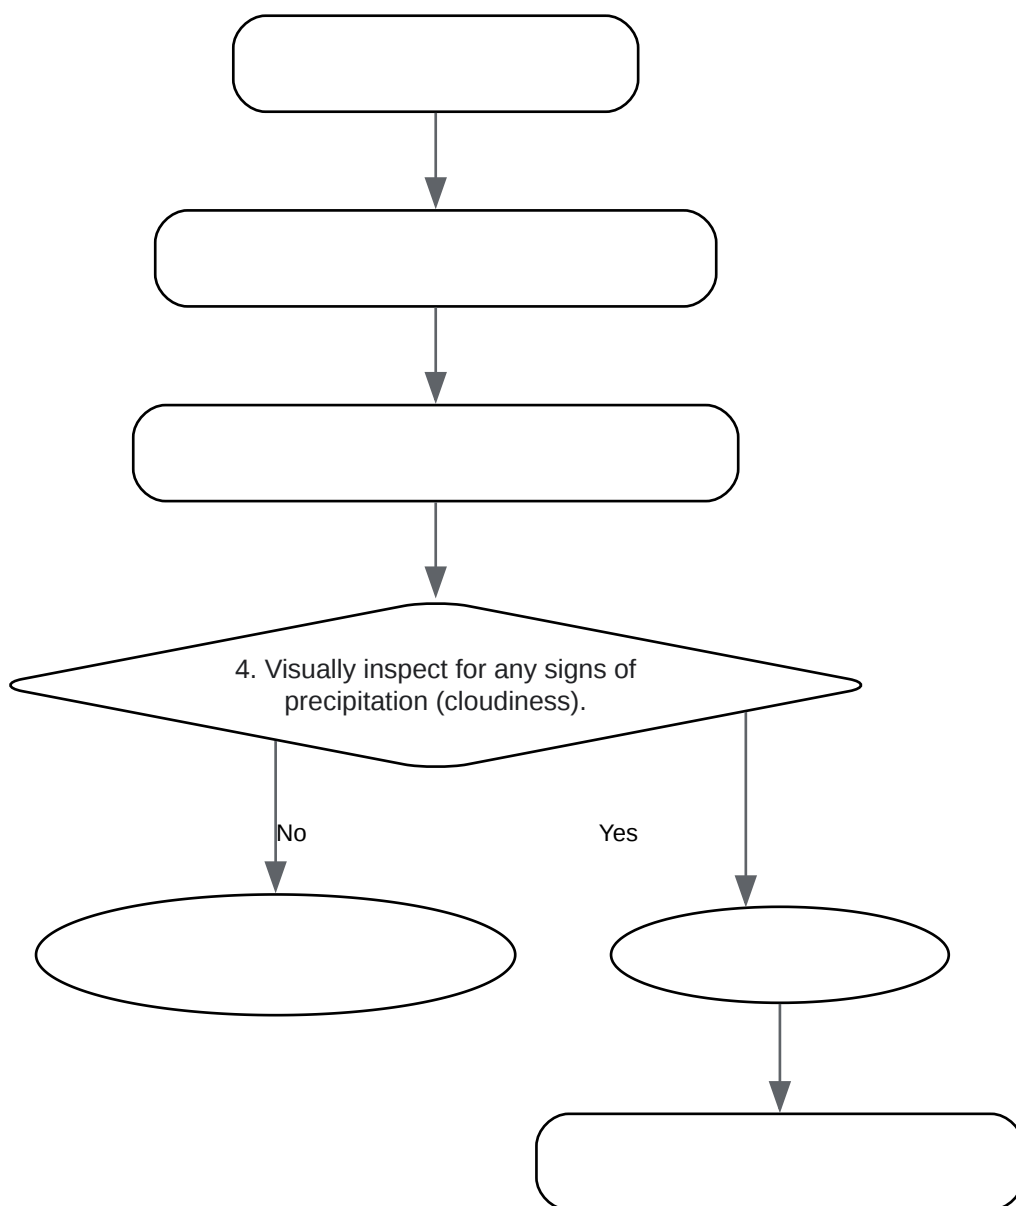 4. Visually inspect for any signs of
precipitation (cloudiness).
No
Yes